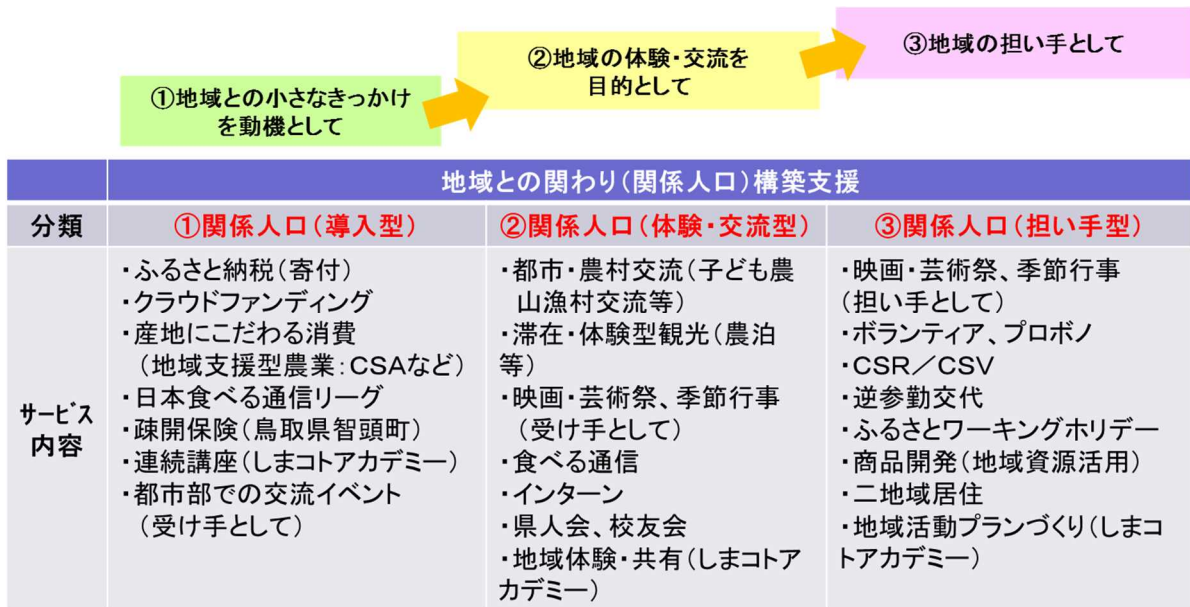 ①地域との小さなきっかけ
を動機として
②地域の体験・交流を
目的として
③地域の担い手として
地域との関わり（関係人口）構築支援
分類
①関係人口（導入型）
②関係人口（体験・交流型）
③関係人口（担い手型）
サービス
内容
・ふるさと納税（寄付）
・クラウドファンディング
・産地にこだわる消費
（地域支援型農業：CSAなど）
・日本食べる通信リーグ
・疎開保険（鳥取県智頭町）
・連続講座（しまコトアカデミー）
・都市部での交流イベント
（受け手として）
・都市・農村交流（子ども農
山漁村交流等）
・滞在・体験型観光（農泊
等）
・映画・芸術祭、季節行事
（受け手として）
・食べる通信
・インターン
・県人会、校友会
・地域体験・共有（しまコトア
カデミー）
・映画・芸術祭、季節行事
（担い手として）
・ボランティア、プロボノ
・CSR／CSV
・逆参勤交代
・ふるさとワーキングホリデー
・商品開発（地域資源活用）
・二地域居住
・地域活動プランづくり（しまコ
トアカデミー）